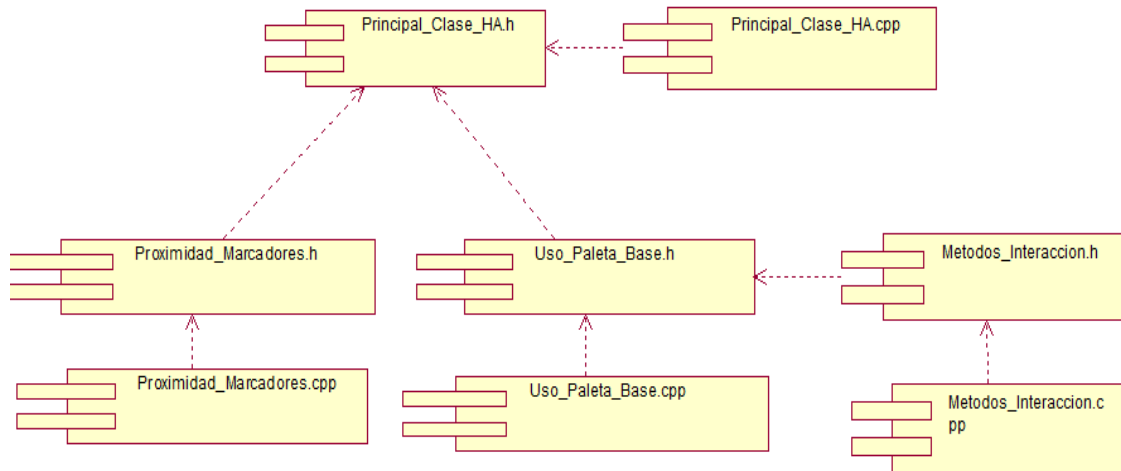 Principal_Clase_HA.h
Principal_Clase_HA.cpp
Proximidad_Marcadores.h
Uso_Paleta_Base.h
Metodos_Interaccion.h
Proximidad_Marcadores.cpp
Uso_Paleta_Base.cpp
Metodos_Interaccion.c
pp